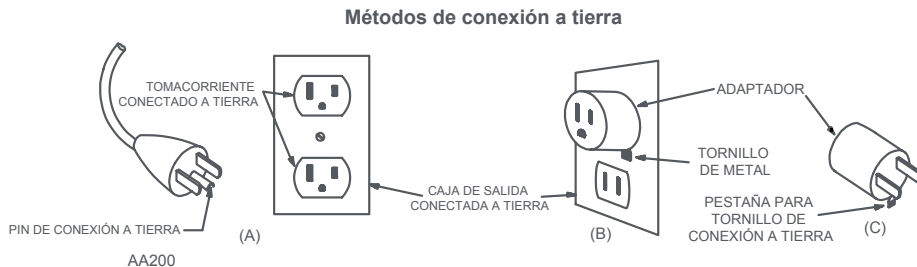 Métodos de conexión a tierra
TOMACORRIENTE
CONECTADO A TIERRA
ADAPTADOR
TORNILLO
DE METAL
CAJA DE SALIDA
CONECTADA A TIERRA
PESTAÑA PARA
TORNILLO DE
CONEXIÓN A TIERRA
PIN DE CONEXIÓN A TIERRA
(A)
(B)
(C)
AA200